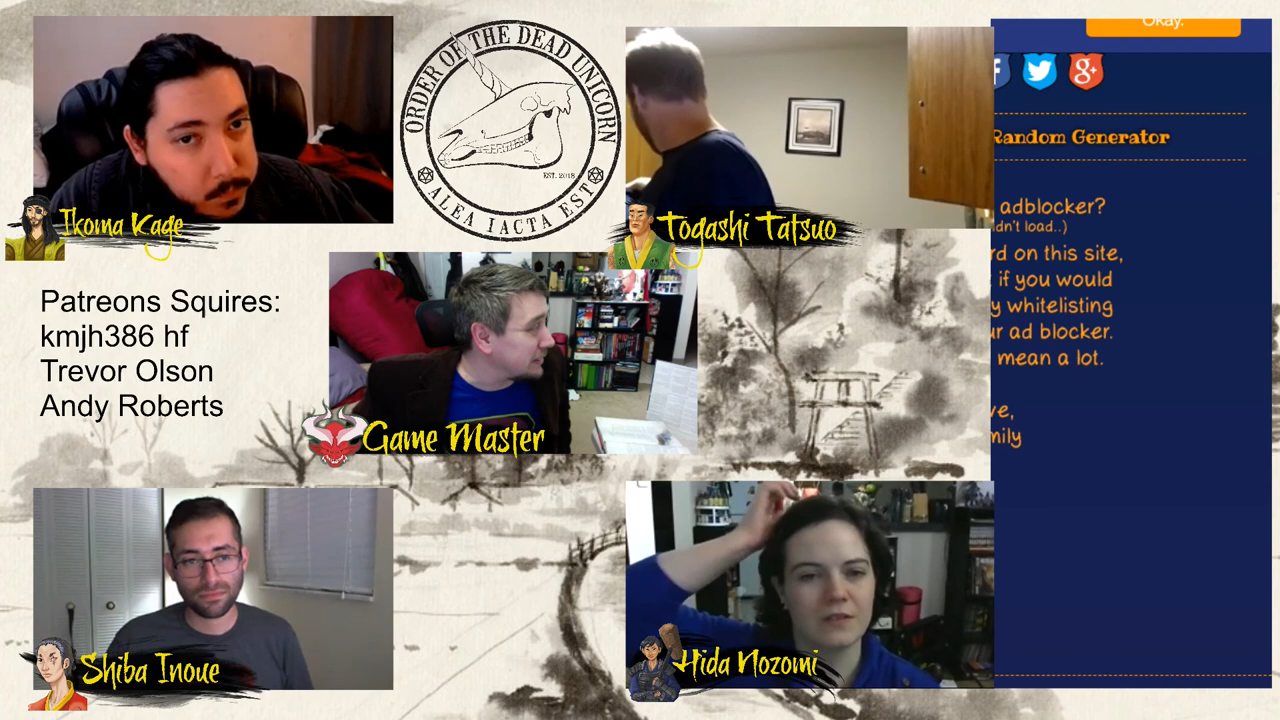 ORDER OF THE DEAD UNICORN
EST. 2018
ALEA IACTA EST
Ikoma Kage
Togashi Tatsuo
Patreons Squires:
kmjh386 hf
Trevor Olson
Andy Roberts
Game Master
Shiba Inoue
Hida Nozomi
Okay.
Random Generator
adblocker?
dn't load..)
rd on this site,
if you would
y whitelisting
ur ad blocker.
mean a lot.
ve,
mily